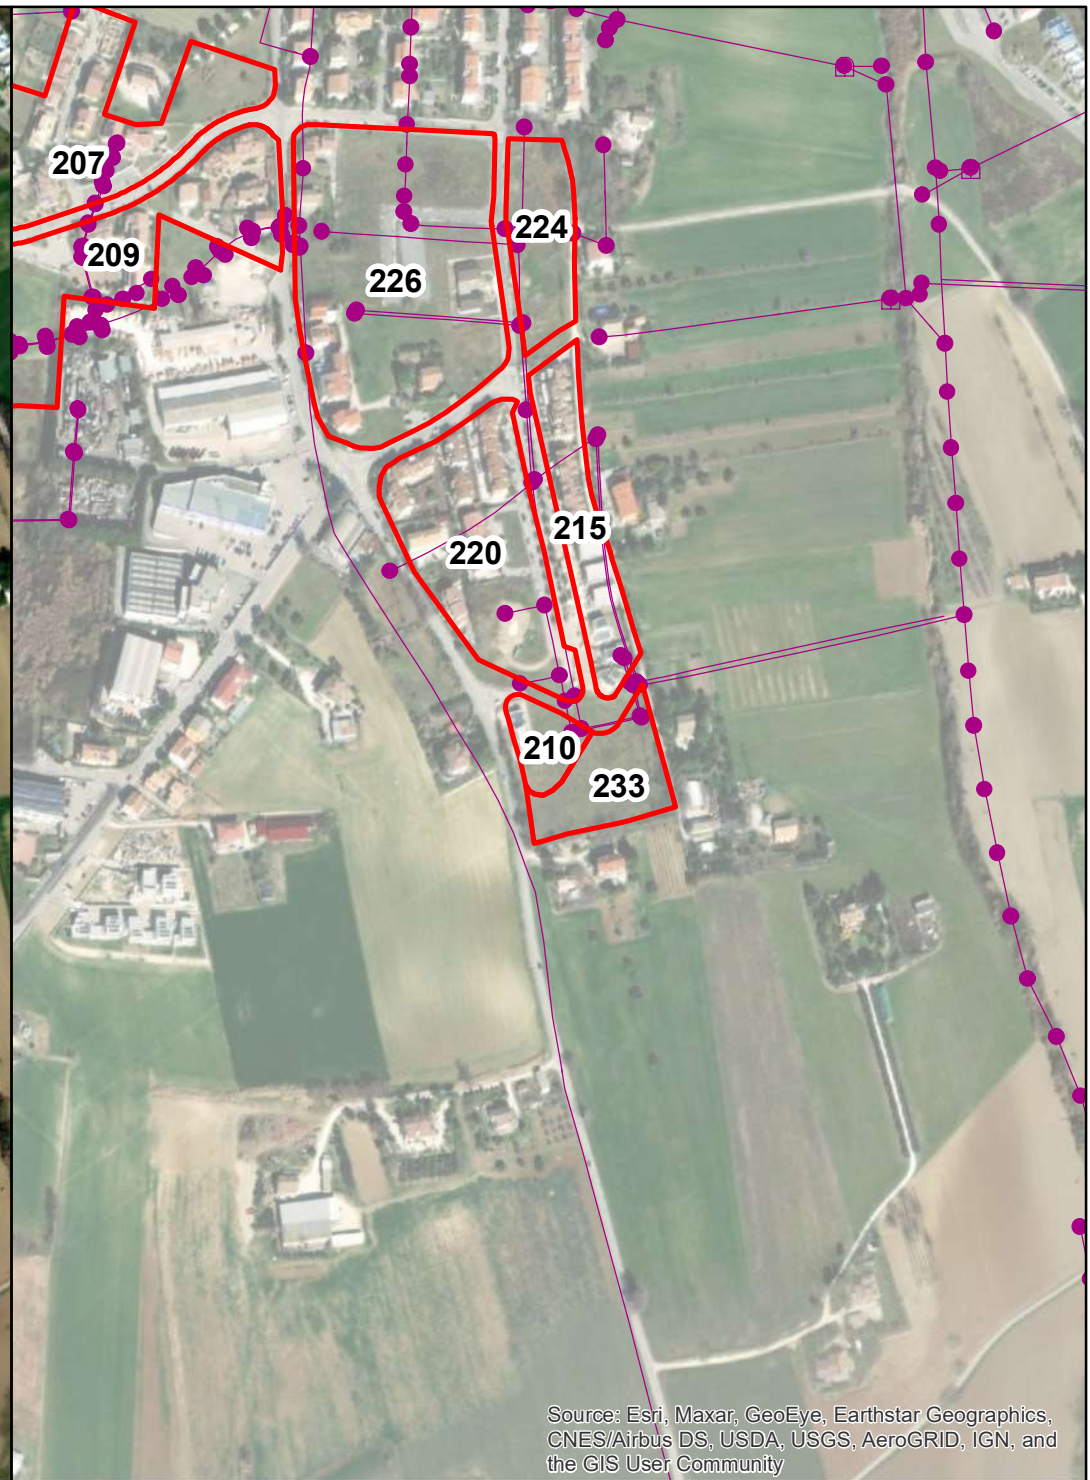 207
224
209
226
215
220
210
233
Source: Esri, Maxar, GeoEye, Earthstar Geographics,
CNES/Airbus DS, USDA, USGS, AeroGRID, IGN, and
the GIS User Community